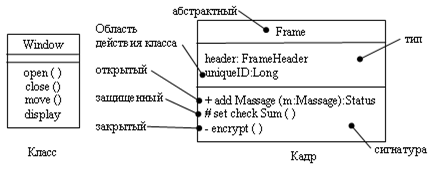 абстрактный
Область
действия класса
открытый
защищенный
закрытый
Window
open ( )
close ( )
move ( )
display
Класс
Frame
header: FrameHeader
uniqueID:Long
+ add Massage (m:Massage):Status
# set check Sum ( )
- encrypt ( )
Кадр
тип
сигнатура